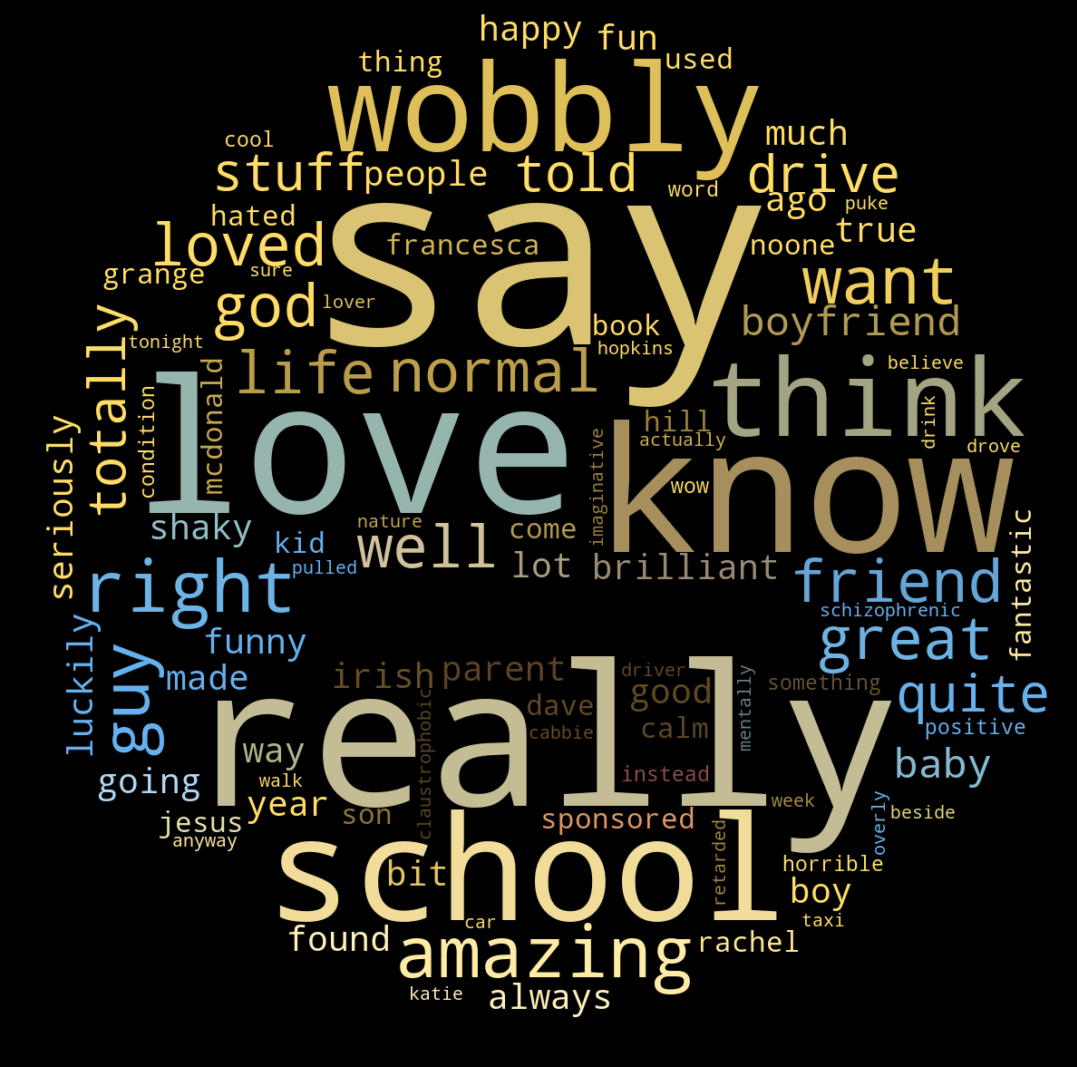 happy fun
thing used
wobbly
cool much
stuff people told drive
word ago puke
say
hated francesca noone true
loved
grange sure want
god lover
book boyfriend
tonight hopkins
totally life normal think believe
mcdonald
condition love hill drink
actually drove
seriously know
imaginative wow
shaky nature come fantastic
kid well
right pulled lot brilliant friend
schizophrenic
luckily funny great
guy made irish parent driver something quite
mentally
really dave good positive
way cabbie calm
claustrophobic baby
going walk instead
year son week overly
jesus sponsored beside
anyway school retarded
bit horrible
boy
car taxi
found amazing rachel
katie always